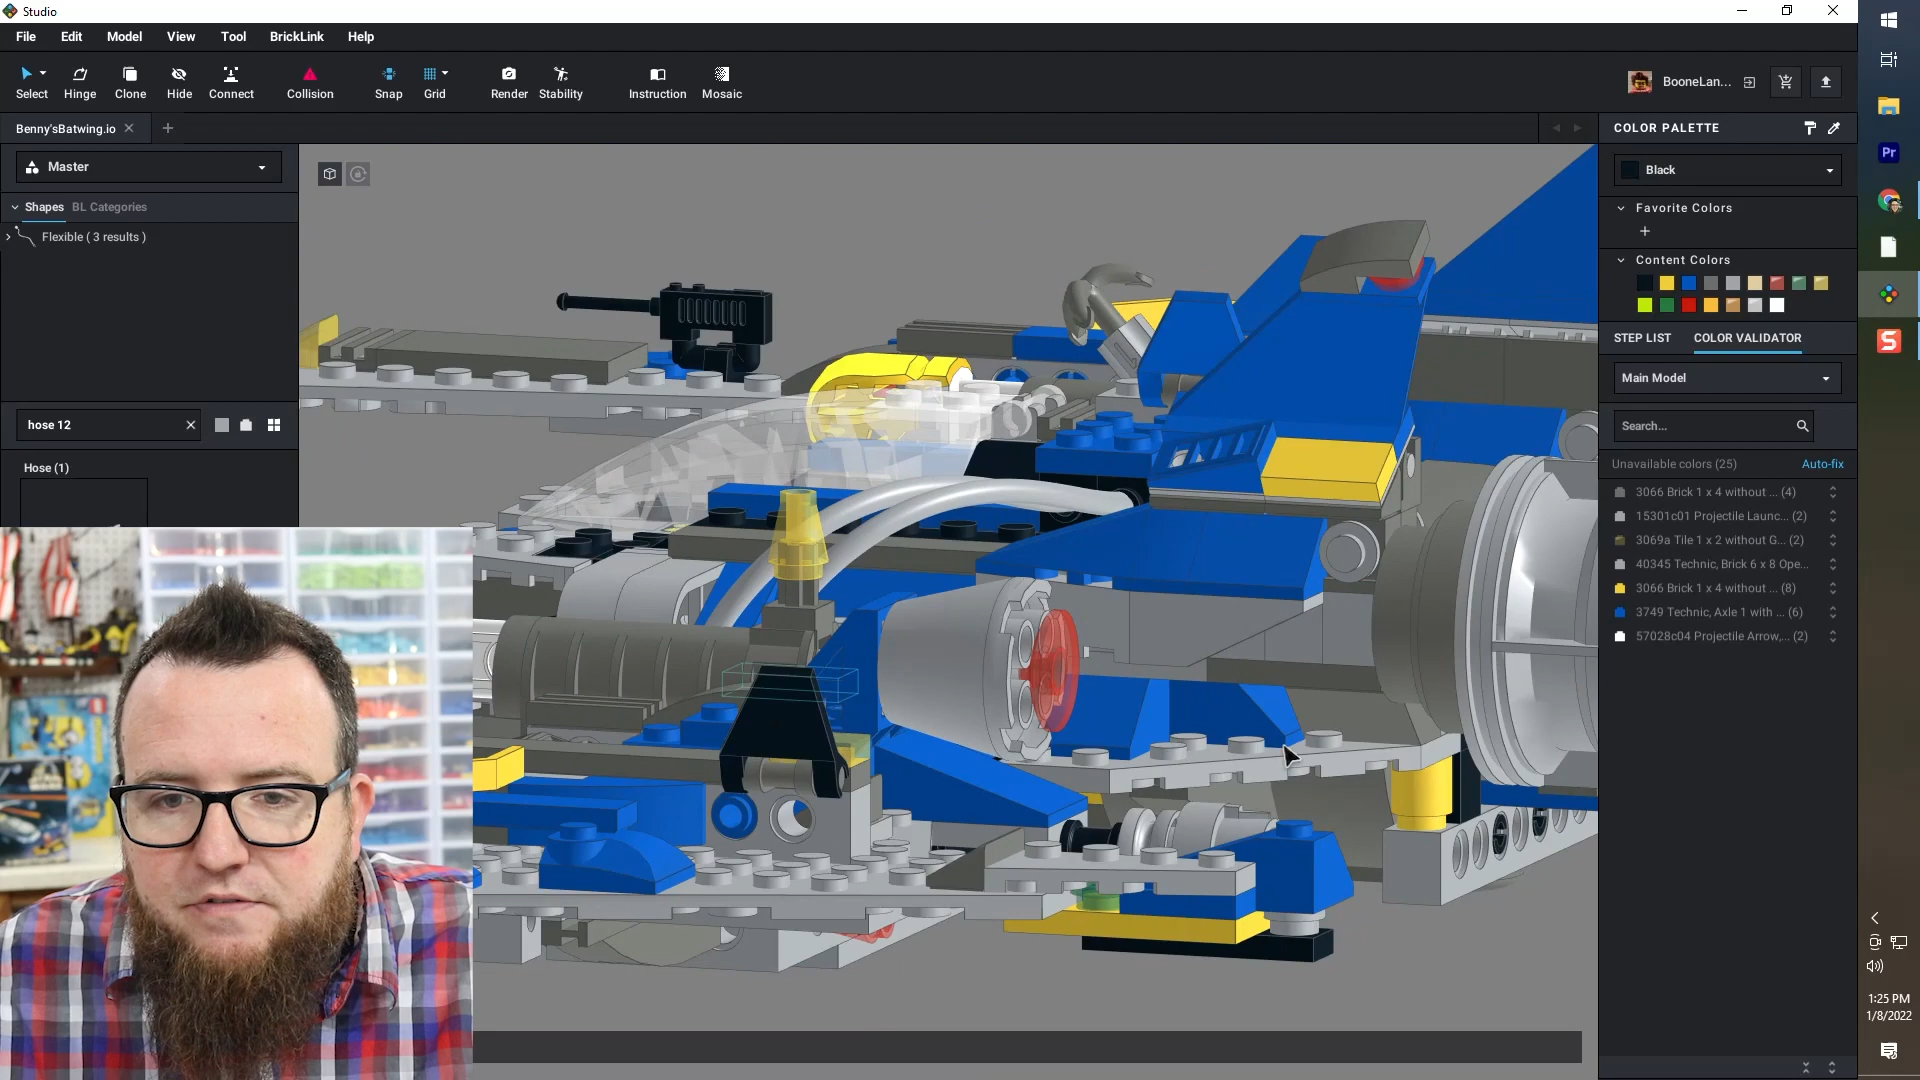 Studio
File Edit Model View Tool BrickLink Help
Select Hinge Clone Hide Connect Collision Snap Grid Render Stability Instruction Mosaic
BooneLan...
Benny'sBatwing.io
Master
Shapes BL Categories
Flexible ( 3 results )
hose 12
Hose (1)
COLOR PALETTE
Black
Favorite Colors
Content Colors
STEP LIST COLOR VALIDATOR
Main Model
Search...
Unavailable colors (25) Auto-fix
3066 Brick 1 x 4 without ... (4)
15301c01 Projectile Launc... (2)
3069a Tile 1 x 2 without G... (2)
40345 Technic, Brick 6 x 8 Ope...
3066 Brick 1 x 4 without ... (8)
3749 Technic, Axle 1 with ... (6)
57028c04 Projectile Arrow,... (2)
Pr
S
1:25 PM
1/8/2022